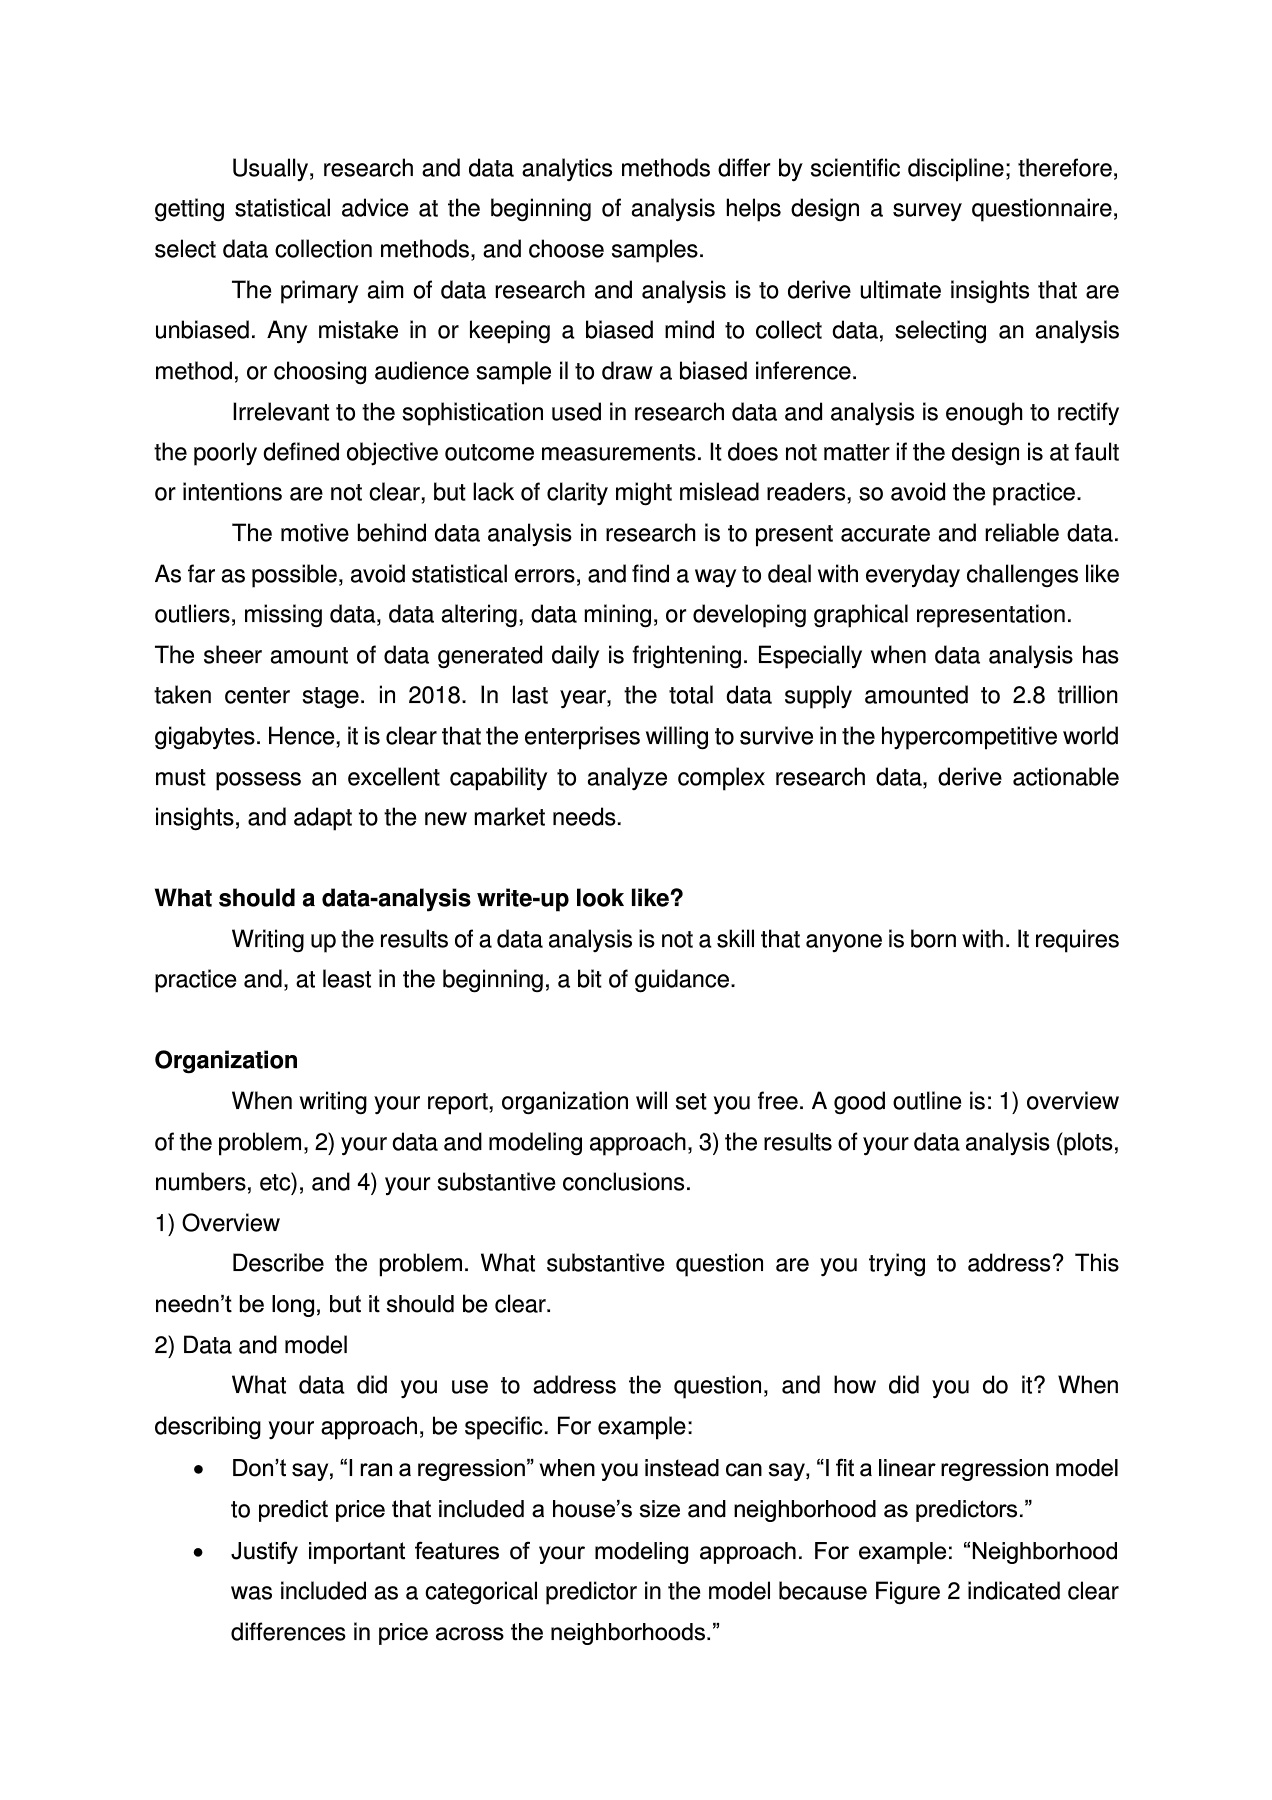 Usually, research and data analytics methods differ by scientific discipline; therefore,
getting statistical advice at the beginning of analysis helps design a survey questionnaire,
select data collection methods, and choose samples.
The primary aim of data research and analysis is to derive ultimate insights that are
unbiased. Any mistake in or keeping a biased mind to collect data, selecting an analysis
method, or choosing audience sample il to draw a biased inference.
Irrelevant to the sophistication used in research data and analysis is enough to rectify
the poorly defined objective outcome measurements. It does not matter if the design is at fault
or intentions are not clear, but lack of clarity might mislead readers, so avoid the practice.
The motive behind data analysis in research is to present accurate and reliable data.
As far as possible, avoid statistical errors, and find a way to deal with everyday challenges like
outliers, missing data, data altering, data mining, or developing graphical representation.
The sheer amount of data generated daily is frightening. Especially when data analysis has
taken center stage. in 2018. In last year, the total data supply amounted to 2.8 trillion
gigabytes. Hence, it is clear that the enterprises willing to survive in the hypercompetitive world
must possess an excellent capability to analyze complex research data, derive actionable
insights, and adapt to the new market needs.
What should a data-analysis write-up look like?
Writing up the results of a data analysis is not a skill that anyone is born with. It requires
practice and, at least in the beginning, a bit of guidance.
Organization
When writing your report, organization will set you free. A good outline is: 1) overview
of the problem, 2) your data and modeling approach, 3) the results of your data analysis (plots,
numbers, etc), and 4) your substantive conclusions.
1) Overview
Describe the problem. What substantive question are you trying to address? This
needn’t be long, but it should be clear.
2) Data and model
What data did you use to address the question, and how did you do it? When
describing your approach, be specific. For example:
• Don’t say, “I ran a regression” when you instead can say, “I fit a linear regression model
to predict price that included a house’s size and neighborhood as predictors.”
• Justify important features of your modeling approach. For example: “Neighborhood
was included as a categorical predictor in the model because Figure 2 indicated clear
differences in price across the neighborhoods.”